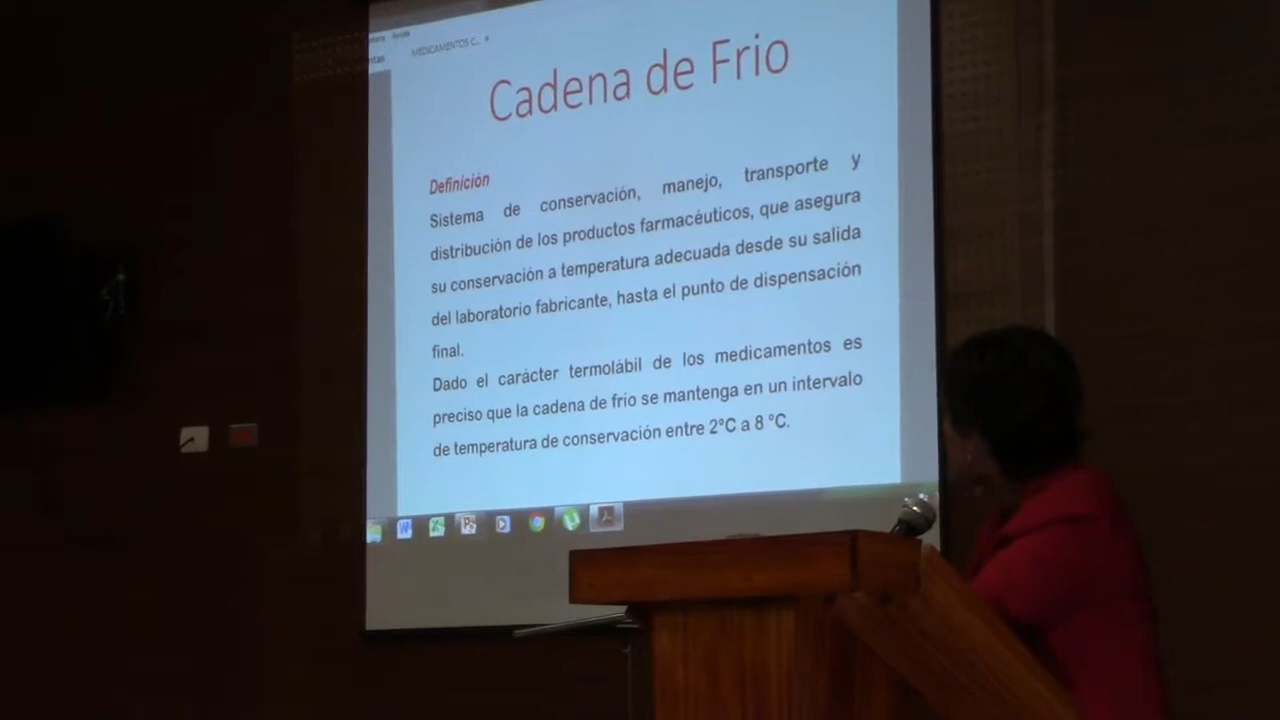 Ayuda
MEDICAMENTOS C...
Cadena de Frio
Definición
Sistema de conservación, manejo, transporte y
distribución de los productos farmacéuticos, que asegura
su conservación a temperatura adecuada desde su salida
del laboratorio fabricante, hasta el punto de dispensación
final.
Dado el carácter termolábil de los medicamentos es
preciso que la cadena de frio se mantenga en un intervalo
de temperatura de conservación entre 2°C a 8 °C.